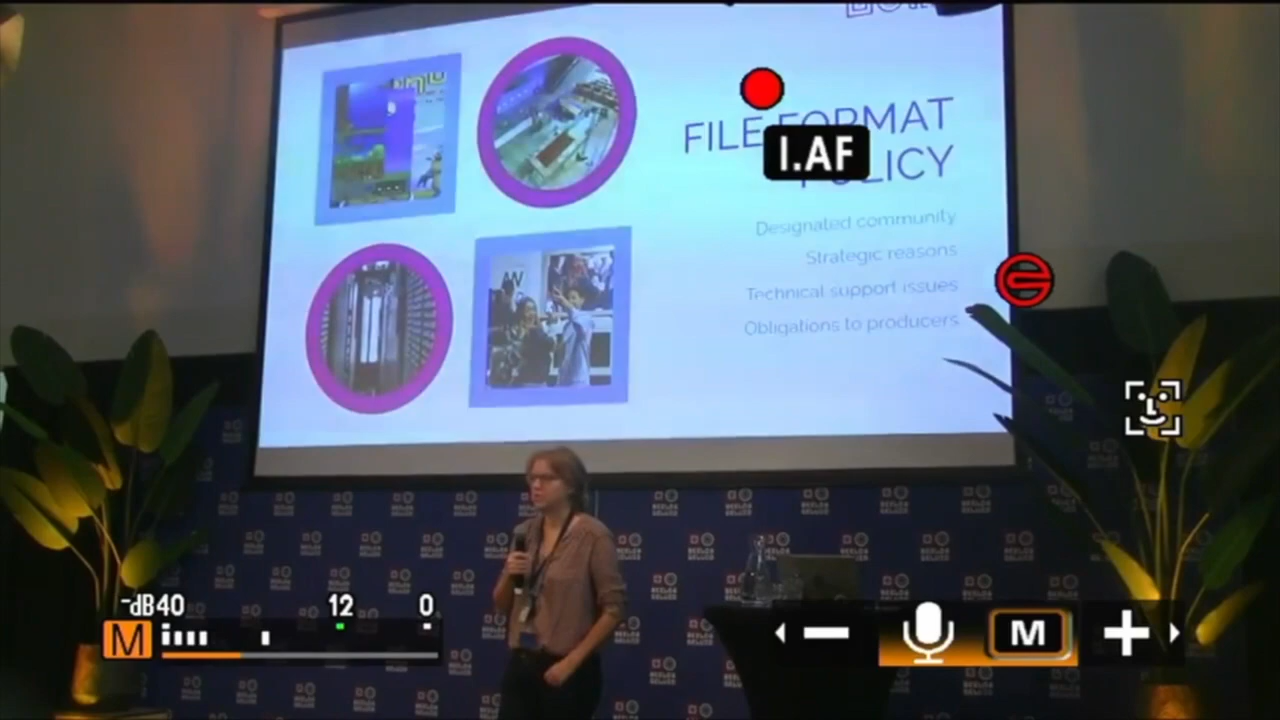 FILE FORMAT
I.AF
POLICY
Designated community
Strategic reasons
Technical support issues
Obligations to producers
-dB40 12 0
M
M